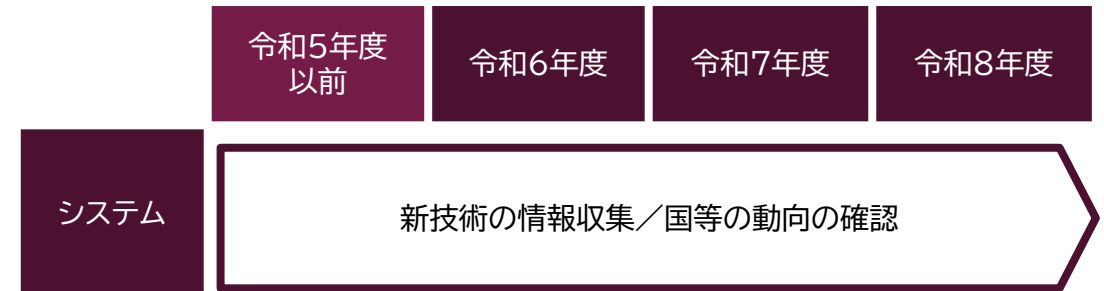 令和5年度
以前
令和6年度
令和7年度
令和8年度
システム
新技術の情報収集／国等の動向の確認